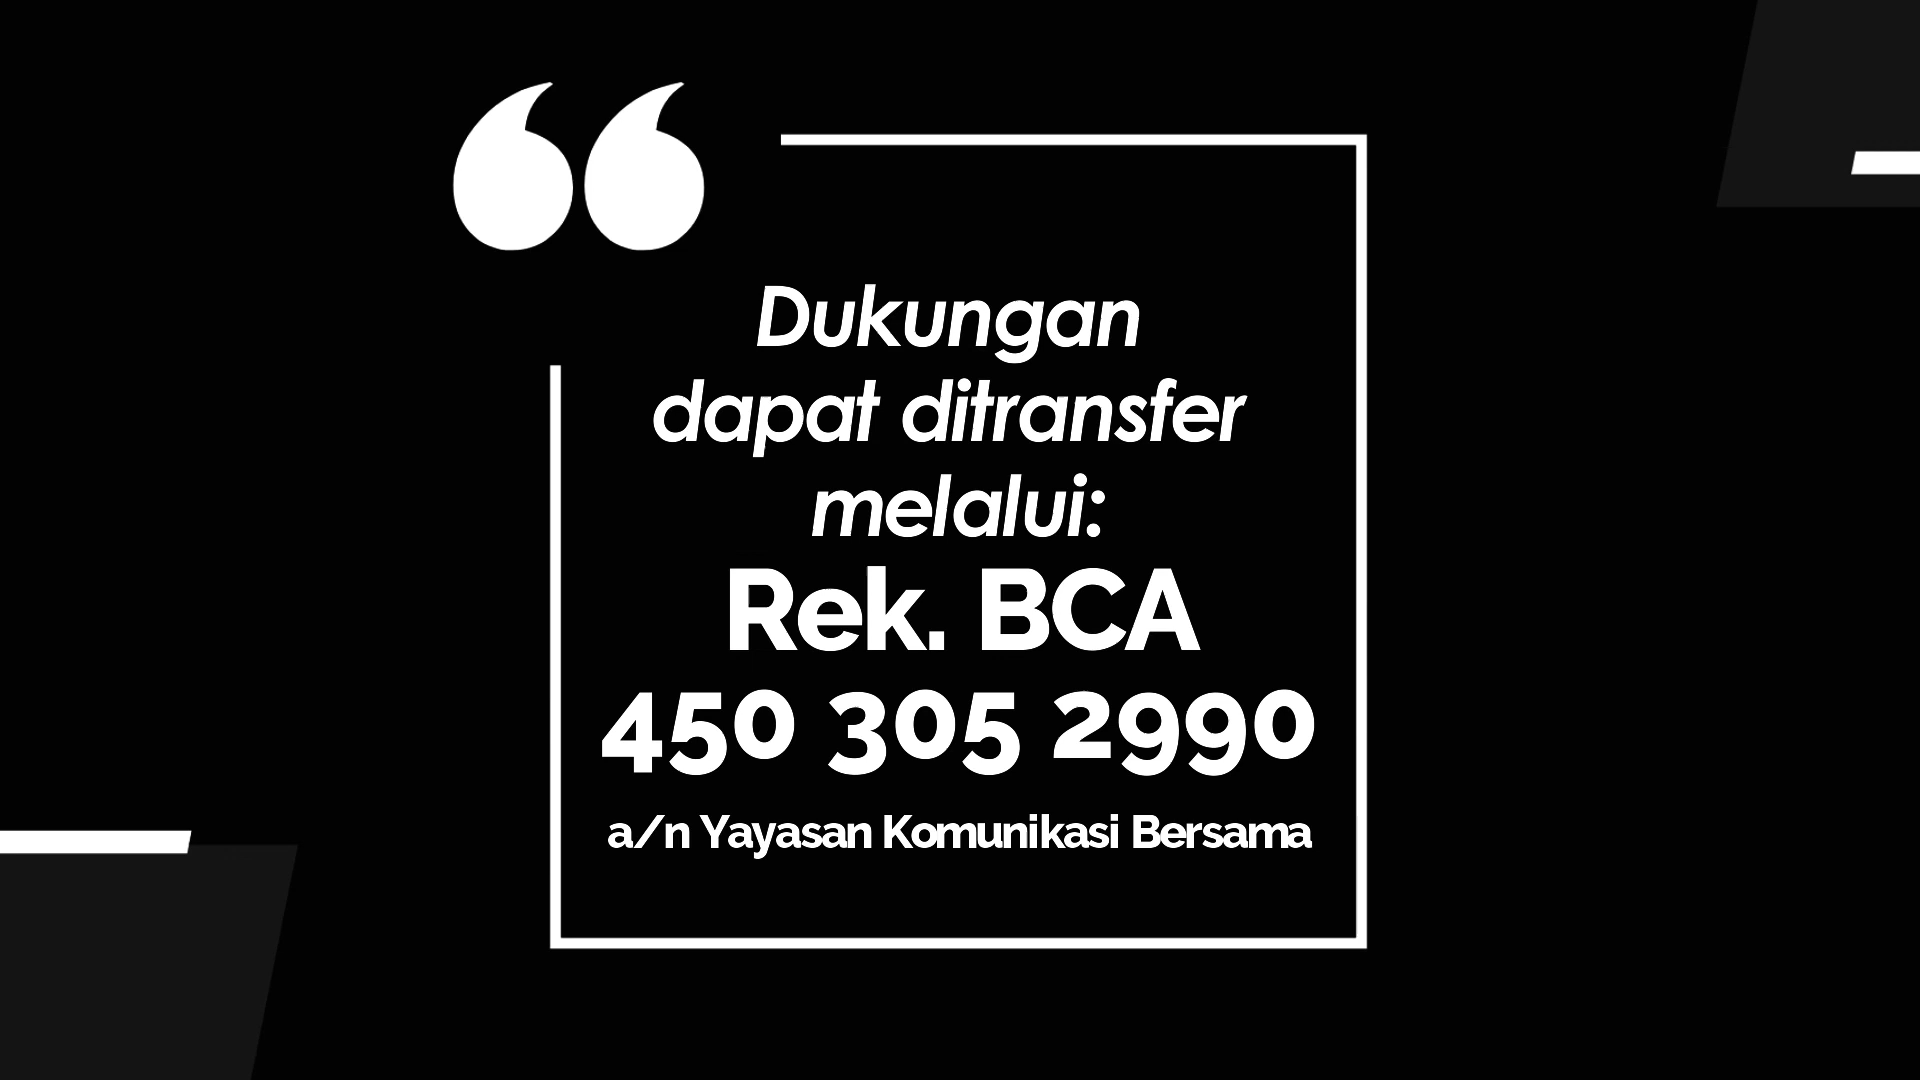 Dukungan
dapat ditransfer
melalui:
Rek. BCA
450 305 2990
a/n Yayasan Komunikasi Bersama